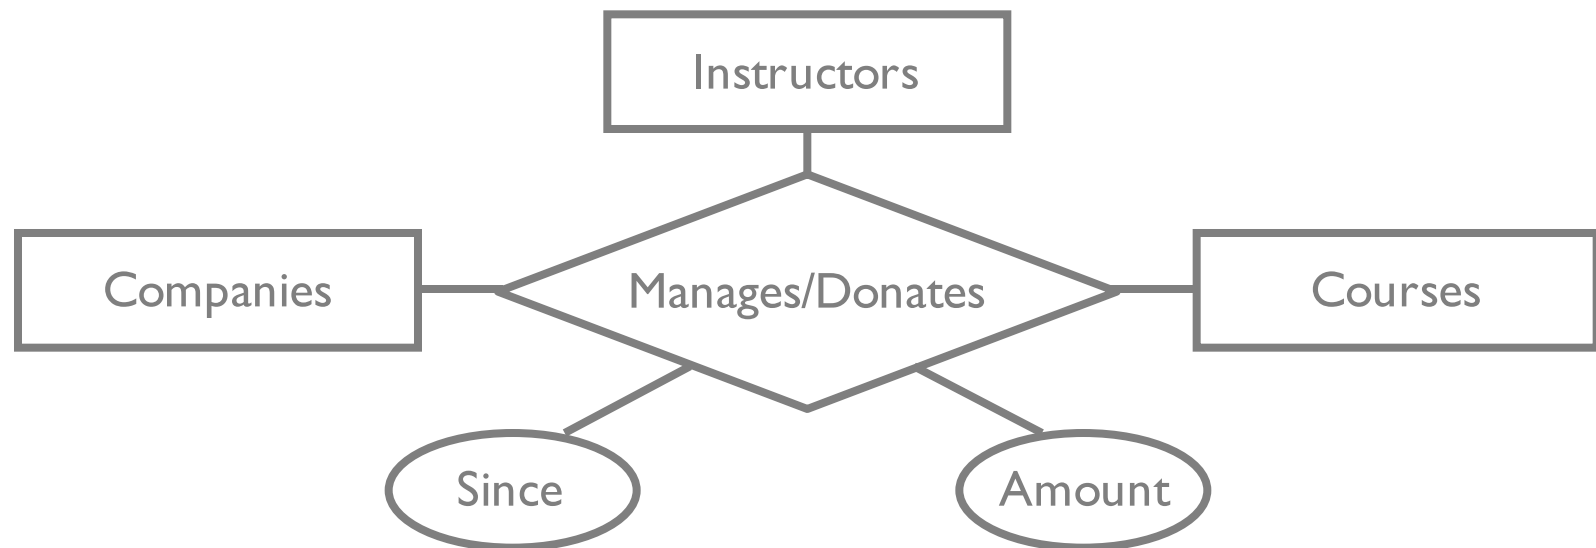 Instructors
Companies
Manages/Donates
Courses
Since
Amount